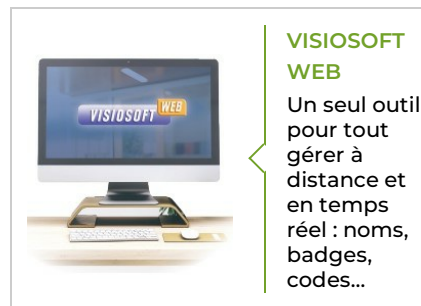 VISIOSOFT WEB
VISIOSOFT
WEB
Un seul outil
pour tout
gérer à
distance et
en temps
réel : noms,
badges,
codes...